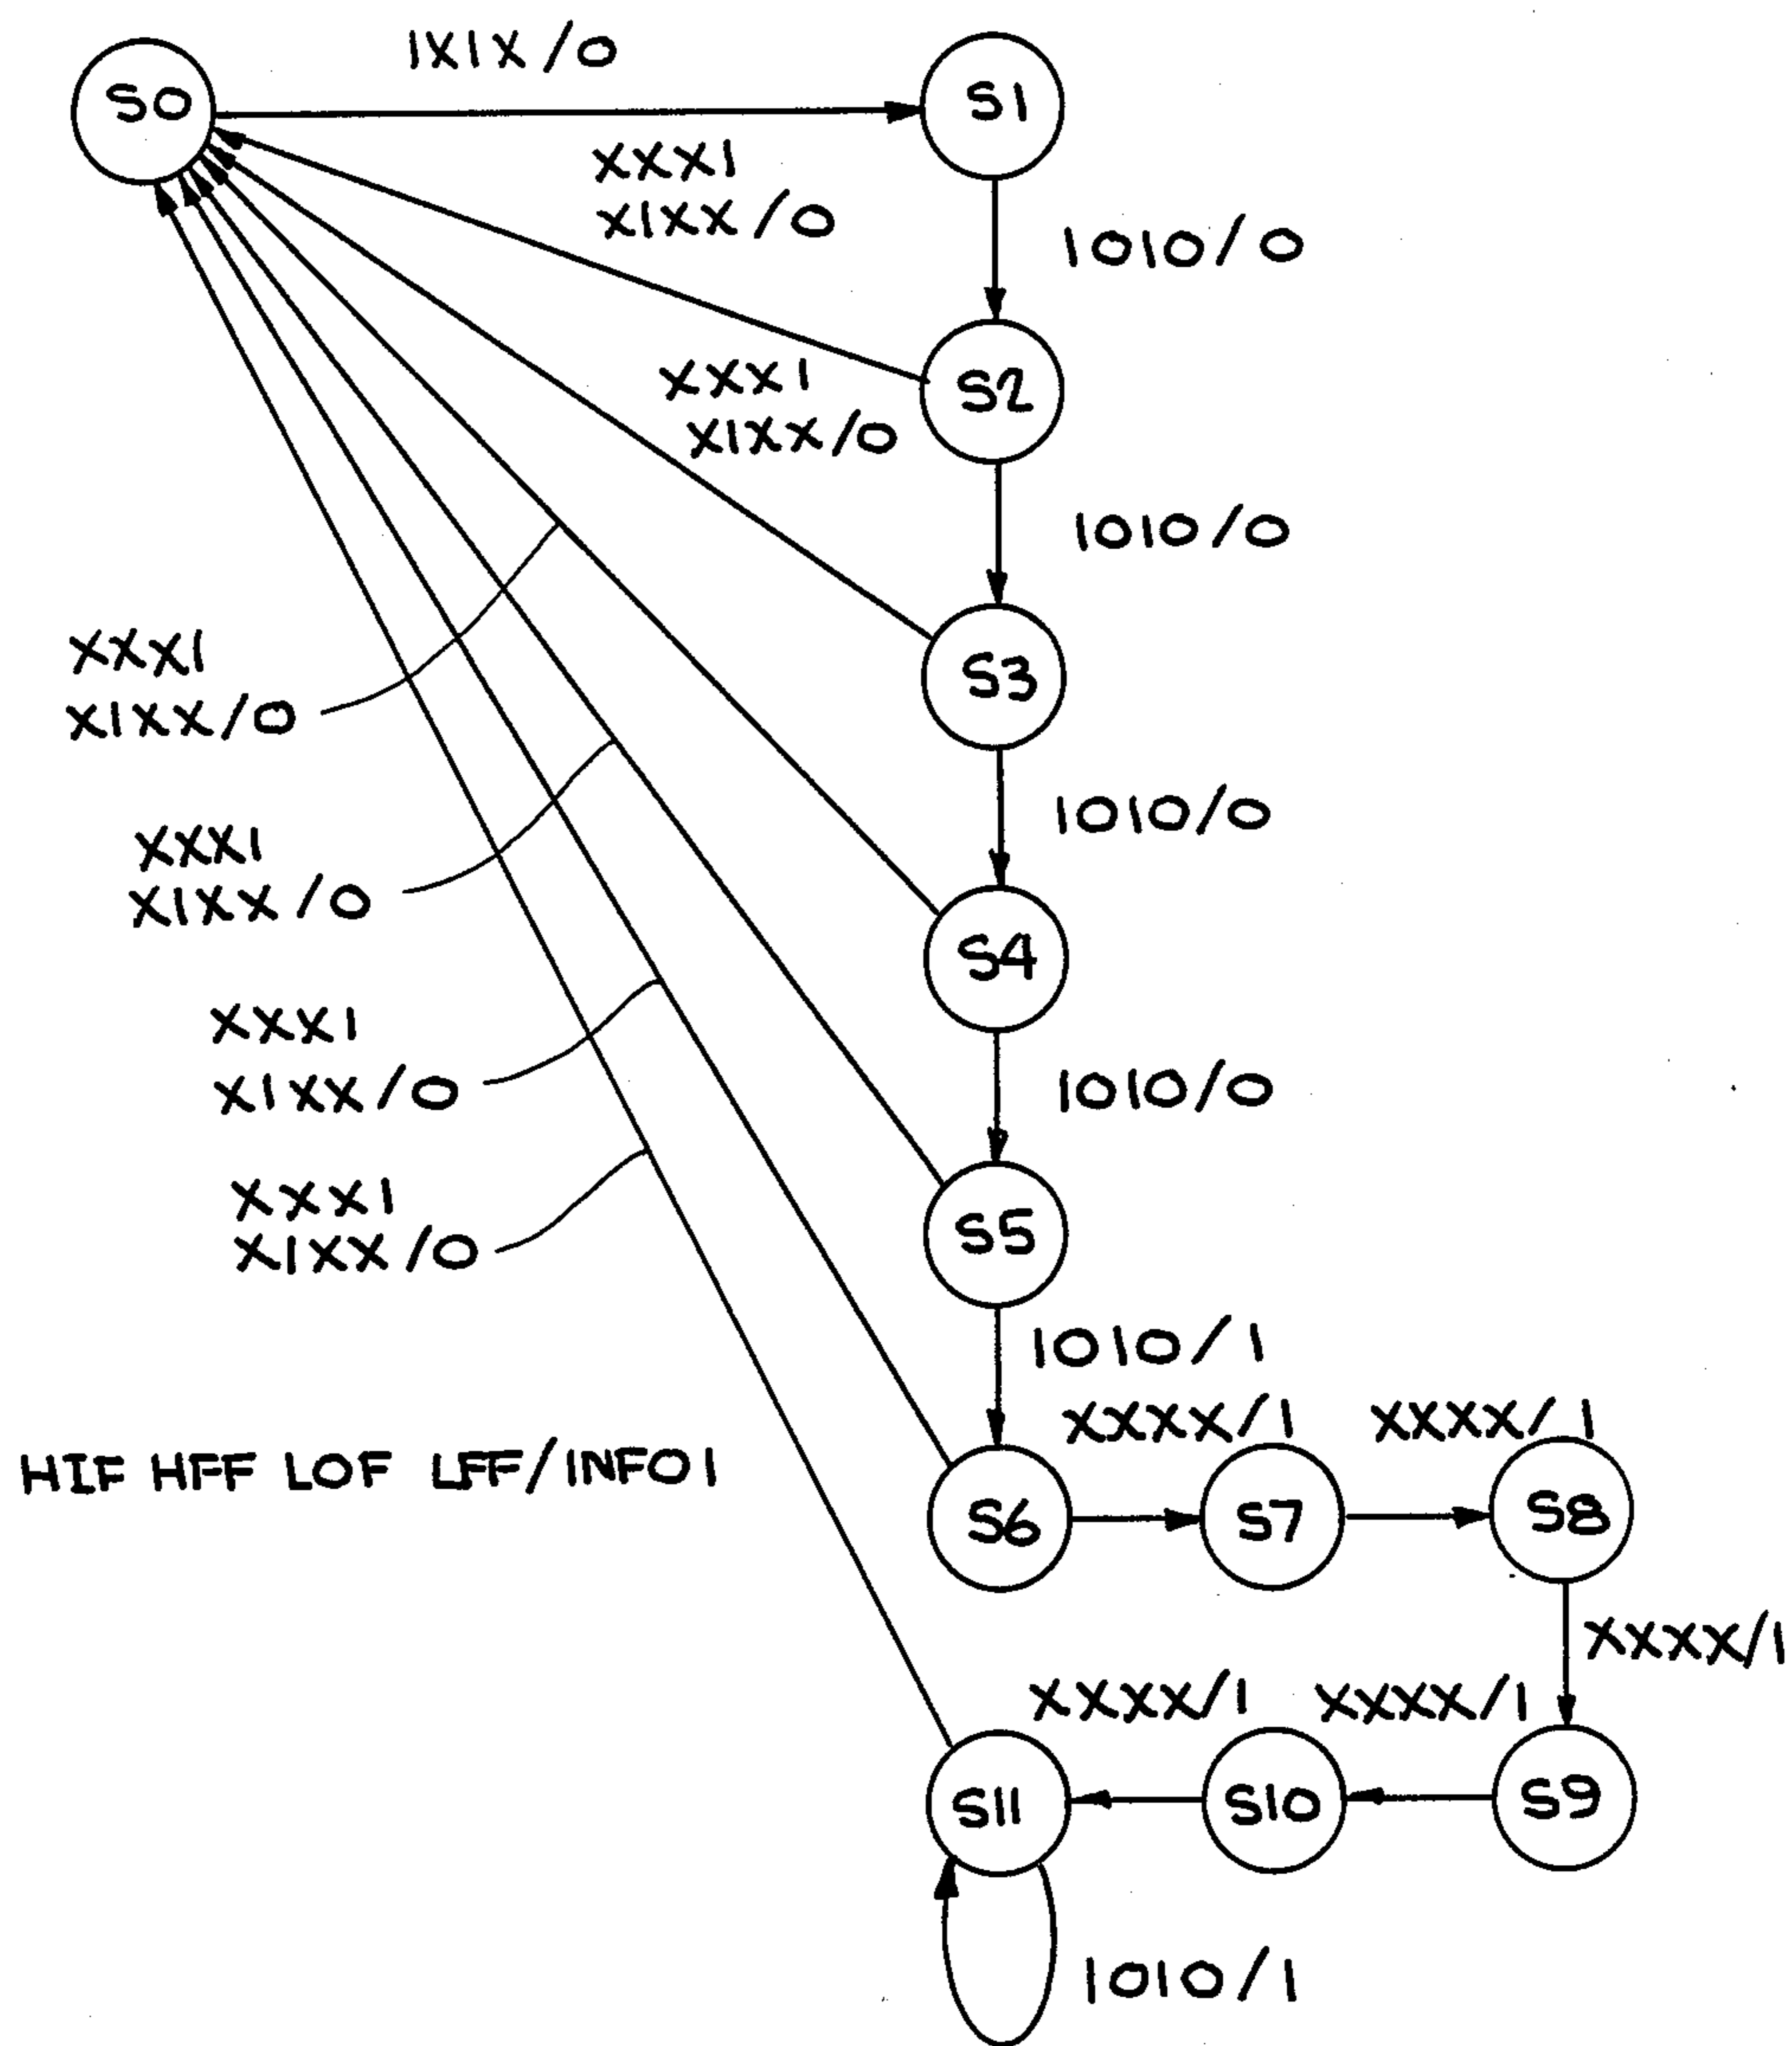 S0
1X1X/0
S1
XXX1
X1XX/0
1010/0
S2
XXX1
X1XX/0
1010/0
S3
XXX1
X1XX/0
1010/0
S4
XXX1
X1XX/0
1010/0
S5
XXX1
X1XX/0
XXX1
X1XX/0
1010/1
XXXX/1
XXXX/1
HIF HFF LOF LFF/INFO1
S6
S7
S8
XXXX/1
XXXX/1
XXXX/1
S11
S10
S9
1010/1